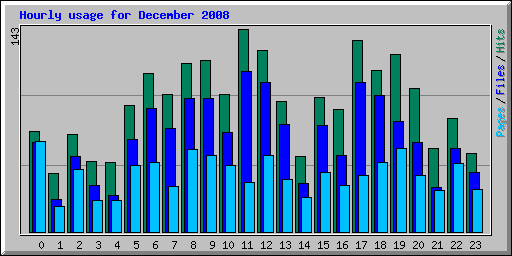 Hourly usage for December 2008
143
Pages / Files / Hits
0 1 2 3 4 5 6 7 8 9 10 11 12 13 14 15 16 17 18 19 20 21 22 23